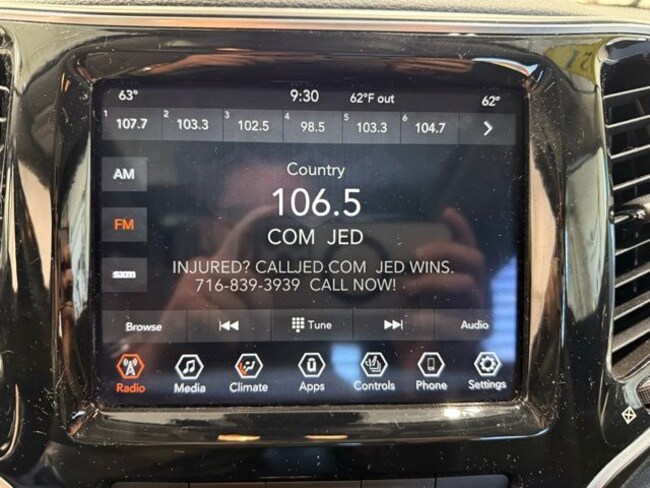 63° 9:30 62°F out 62°
1 107.7 2 103.3 3 102.5 4 98.5 5 103.3 6 104.7
AM
FM
sxm
Country
106.5
COM JED
INJURED? CALLJED.COM JED WINS.
716-839-3939 CALL NOW!
Browse Tune Audio
Radio Media Climate Apps Controls Phone Settings